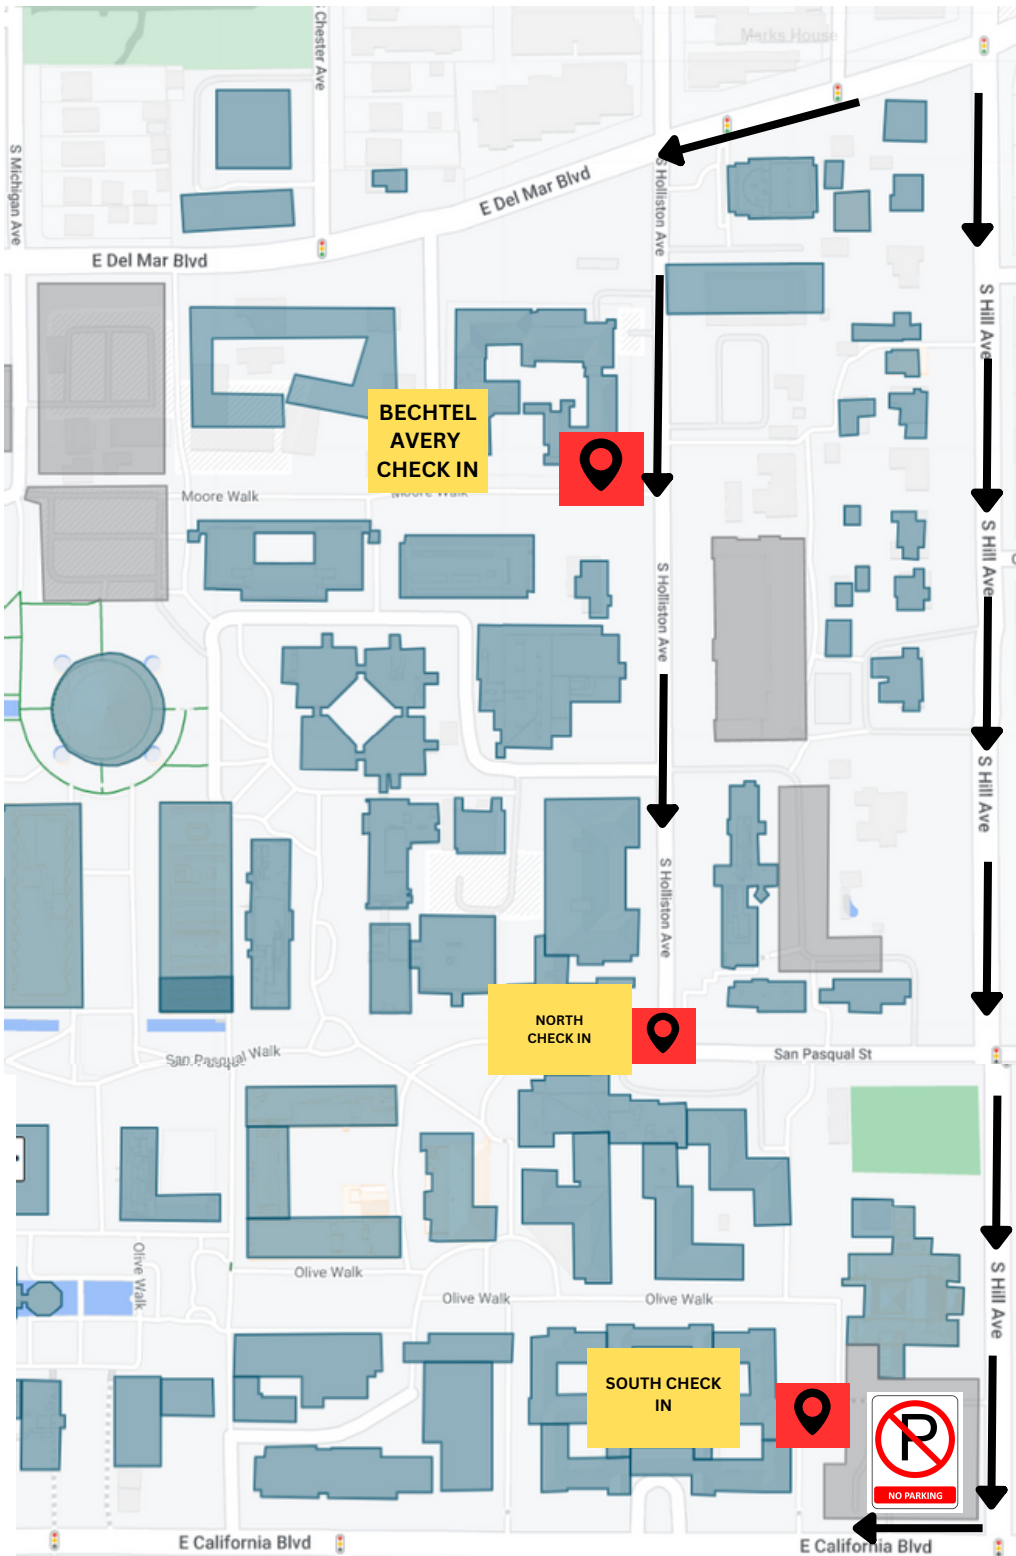 Marks House
S Chester Ave
S Michigan Ave
E Del Mar Blvd
S Holliston Ave
E Del Mar Blvd
S Hill Ave
BECHTEL
AVERY
CHECK IN
Moore Walk
Moore Walk
S Hill Ave
S Holliston Ave
S Hill Ave
S Holliston Ave
NORTH
CHECK IN
San Pasqual Walk
San Pasqual St
Olive Walk
Olive Walk
Olive Walk
Olive Walk
S Hill Ave
SOUTH CHECK
IN
P
NO PARKING
E California Blvd
E California Blvd